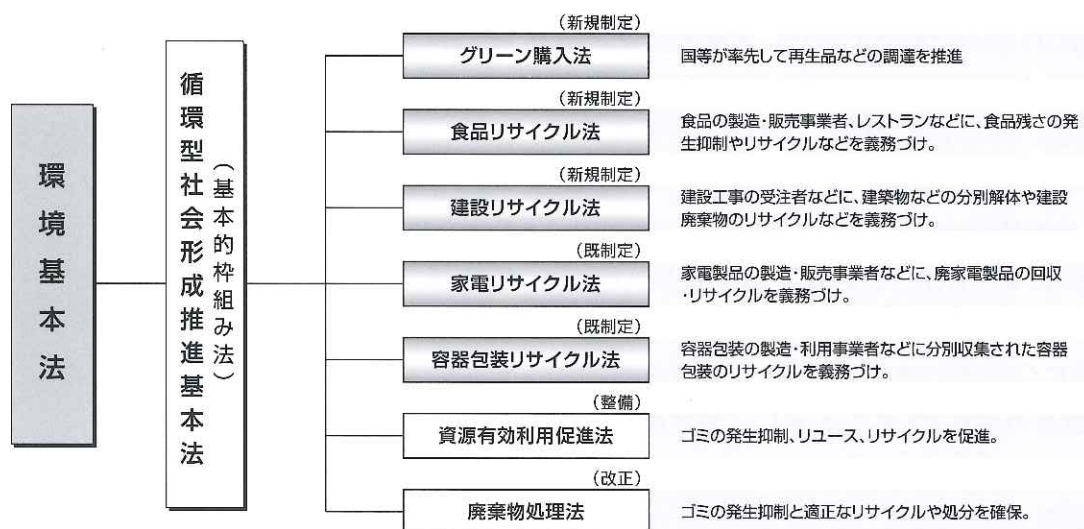 環境基本法
循環型社会形成推進基本法
（基本的枠組み法）
（新規制定）
グリーン購入法
国等が率先して再生品などの調達を推進
（新規制定）
食品リサイクル法
食品の製造・販売事業者、レストランなどに、食品残さの発
生抑制やリサイクルなどを義務づけ。
（新規制定）
建設リサイクル法
建設工事の受注者などに、建築物などの分別解体や建設
廃棄物のリサイクルなどを義務づけ。
（既制定）
家電リサイクル法
家電製品の製造・販売事業者などに、廃家電製品の回収
・リサイクルを義務づけ。
（既制定）
容器包装リサイクル法
容器包装の製造・利用事業者などに分別収集された容器
包装のリサイクルを義務づけ。
（整備）
資源有効利用促進法
ゴミの発生抑制、リユース、リサイクルを促進。
（改正）
廃棄物処理法
ゴミの発生抑制と適正なリサイクルや処分を確保。